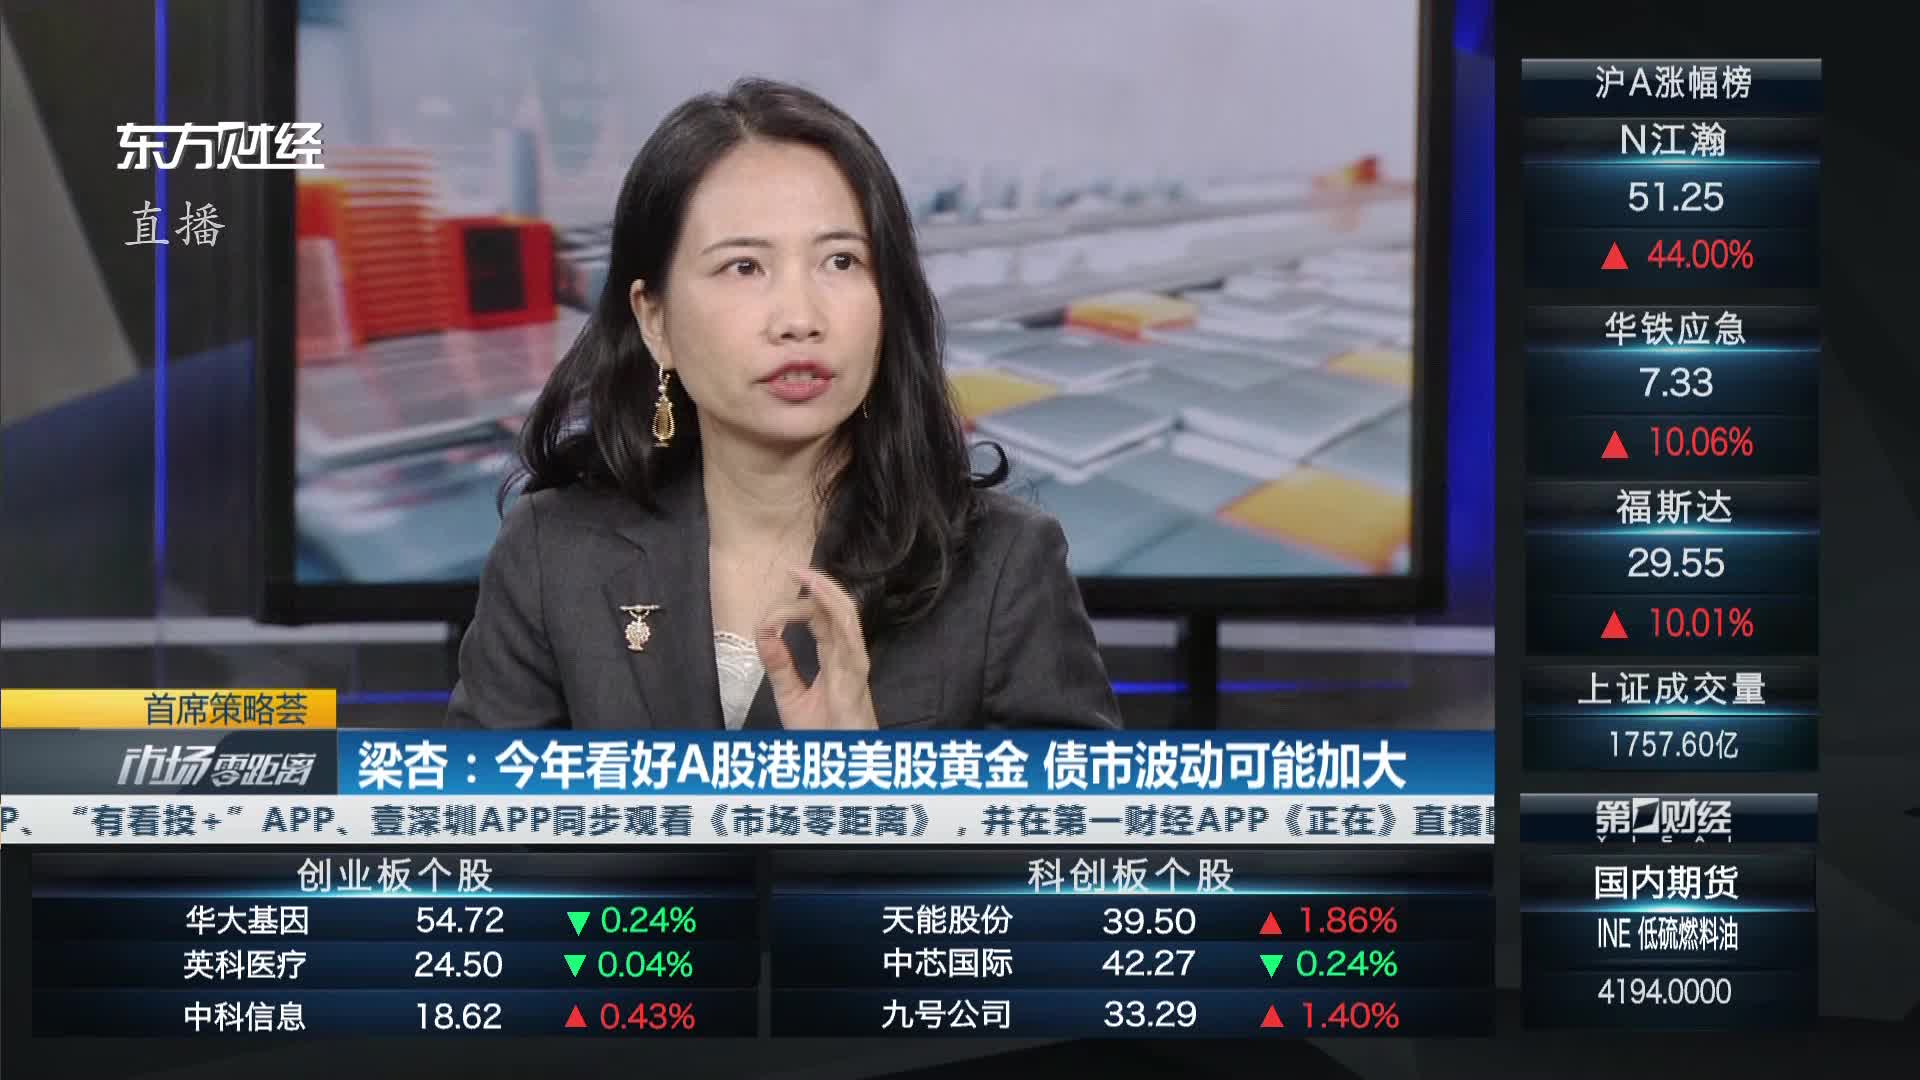 东方财经
直播
首席策略荟
市场零距离
梁杏：今年看好A股港股美股黄金 债市波动可能加大
P、“有看投+”APP、壹深圳APP同步观看《市场零距离》，并在第一财经APP《正在》直播
创业板个股
华大基因 54.72 ▼ 0.24%
英科医疗 24.50 ▼ 0.04%
中科信息 18.62 ▲ 0.43%
科创板个股
天能股份 39.50 ▲ 1.86%
中芯国际 42.27 ▼ 0.24%
九号公司 33.29 ▲ 1.40%
沪A涨幅榜
N江瀚
51.25
▲ 44.00%
华铁应急
7.33
▲ 10.06%
福斯达
29.55
▲ 10.01%
上证成交量
1757.60亿
第一财经
YICAI
国内期货
INE 低硫燃料油
4194.0000